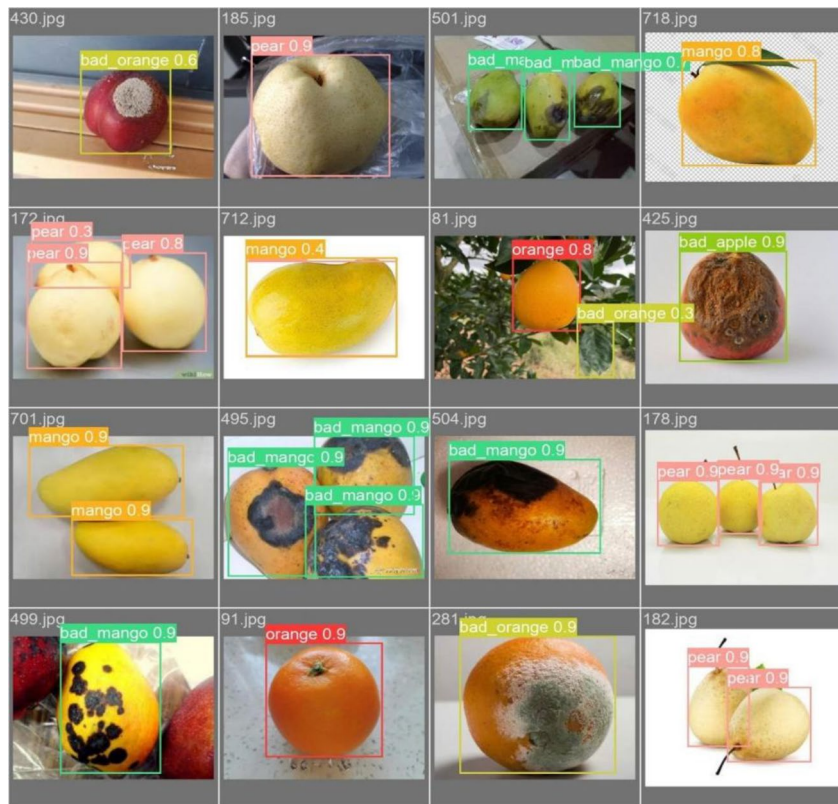 430.jpg
bad_orange 0.6
185.jpg
pear 0.9
501.jpg
bad_ma
bad_m
bad_mango 0.
718.jpg
mango 0.8
172.jpg
pear 0.3
pear 0.9
pear 0.8
712.jpg
mango 0.4
81.jpg
orange 0.8
bad_orange 0.3
425.jpg
bad_apple 0.9
701.jpg
mango 0.9
mango 0.9
495.jpg
bad_mango 0.9
bad_mango 0.9
504.jpg
bad_mango 0.9
178.jpg
pear 0.9
pear 0.9
ar 0.9
499.jpg
bad_mango 0.9
91.jpg
orange 0.9
281.jpg
bad_orange 0.9
182.jpg
pear 0.9
pear 0.9